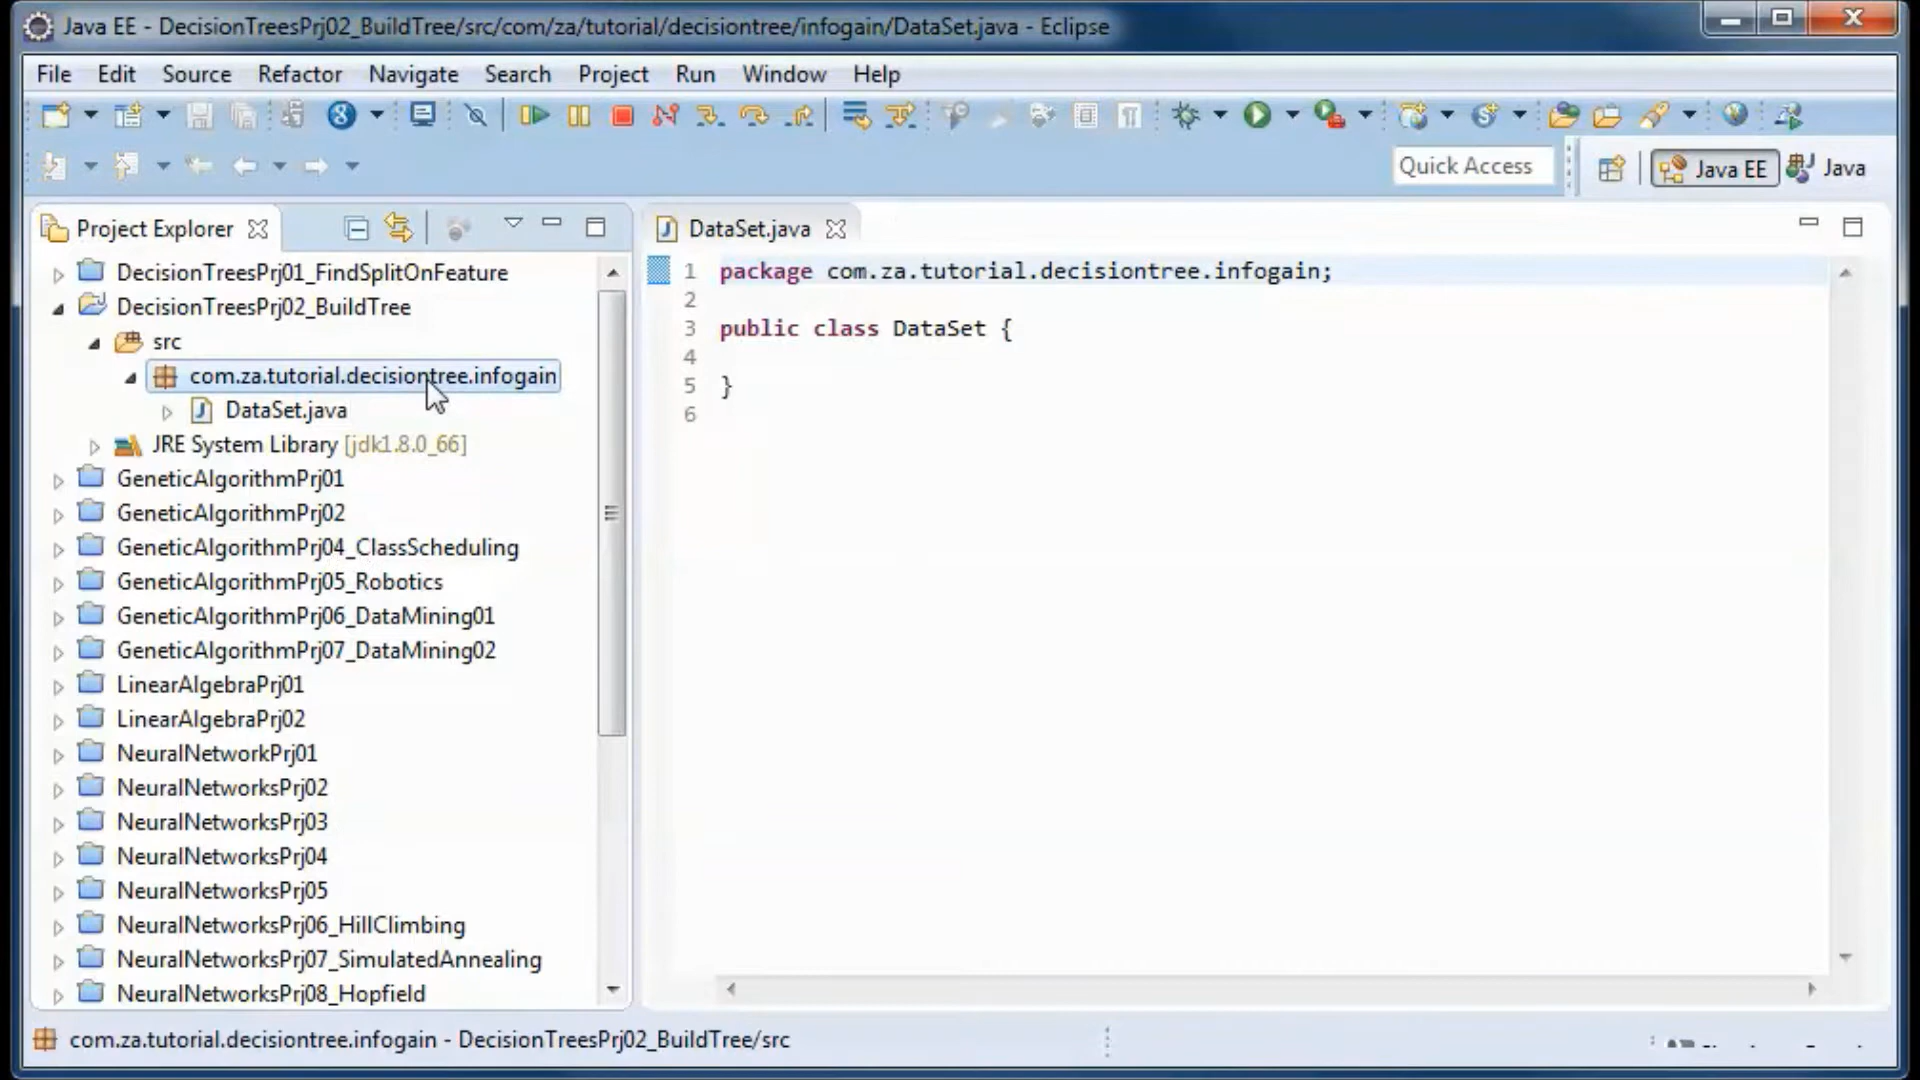 Java EE - DecisionTreesPrj02_BuildTree/src/com/za/tutorial/decisiontree/infogain/DataSet.java - Eclipse
File Edit Source Refactor Navigate Search Project Run Window Help
Quick Access Java EE Java
Project Explorer
DecisionTreesPrj01_FindSplitOnFeature
DecisionTreesPrj02_BuildTree
src
com.za.tutorial.decisiontree.infogain
DataSet.java
JRE System Library [jdk1.8.0_66]
GeneticAlgorithmPrj01
GeneticAlgorithmPrj02
GeneticAlgorithmPrj04_ClassScheduling
GeneticAlgorithmPrj05_Robotics
GeneticAlgorithmPrj06_DataMining01
GeneticAlgorithmPrj07_DataMining02
LinearAlgebraPrj01
LinearAlgebraPrj02
NeuralNetworkPrj01
NeuralNetworksPrj02
NeuralNetworksPrj03
NeuralNetworksPrj04
NeuralNetworksPrj05
NeuralNetworksPrj06_HillClimbing
NeuralNetworksPrj07_SimulatedAnnealing
NeuralNetworksPrj08_Hopfield
DataSet.java
1 package com.za.tutorial.decisiontree.infogain;
2
3 public class DataSet {
4
5 }
6
com.za.tutorial.decisiontree.infogain - DecisionTreesPrj02_BuildTree/src